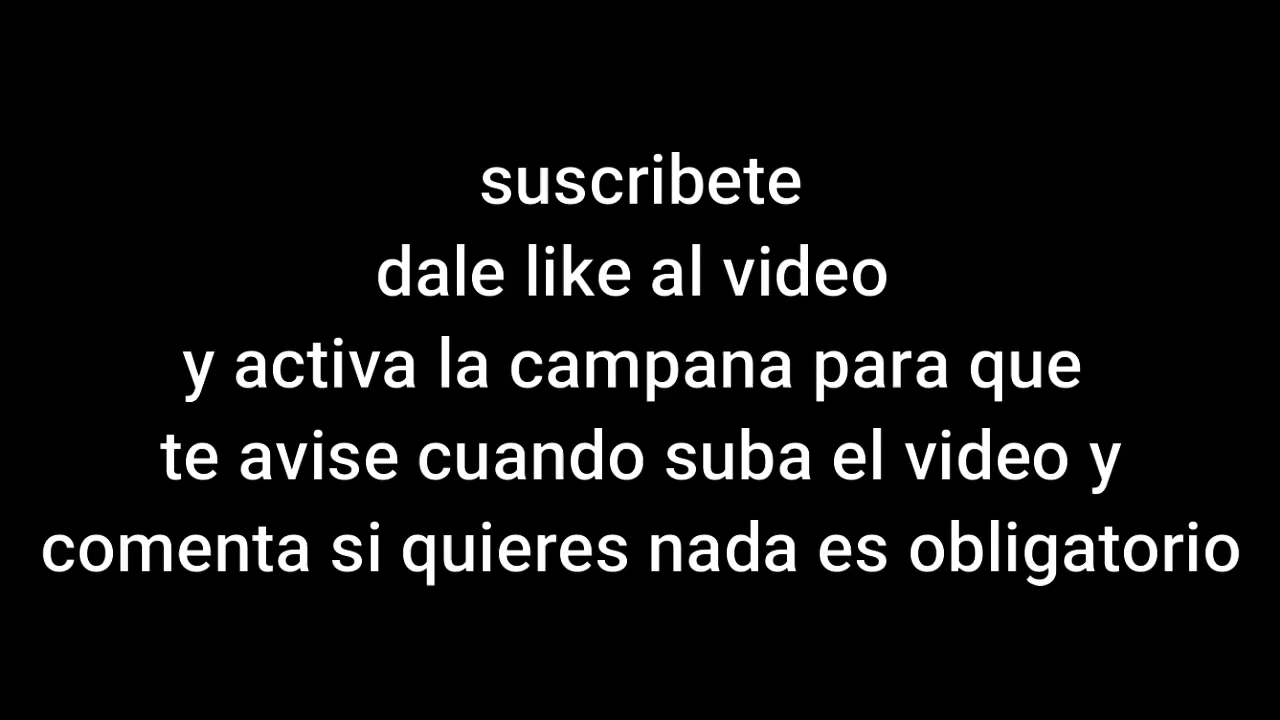 suscribete
dale like al video
y activa la campana para que
te avise cuando suba el video y
comenta si quieres nada es obligatorio